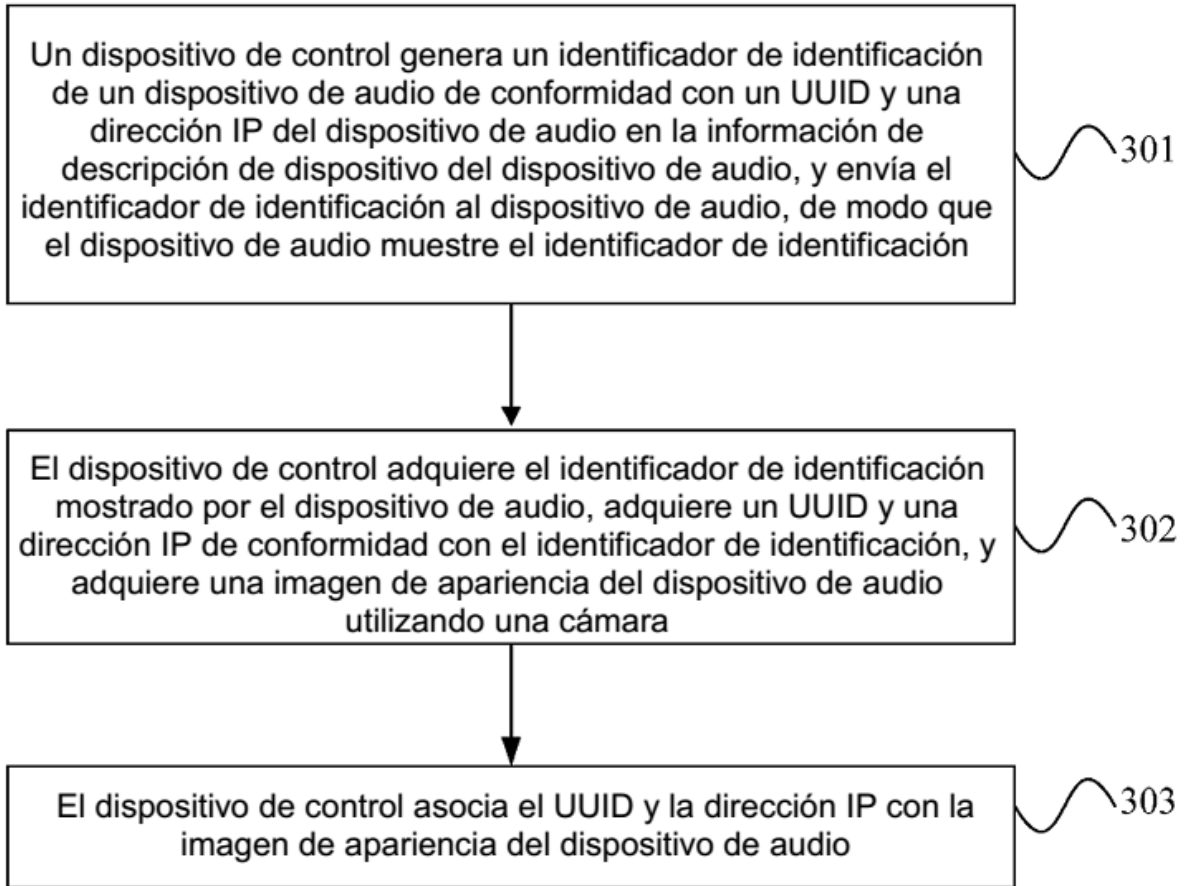 Un dispositivo de control genera un identificador de identificación
de un dispositivo de audio de conformidad con un UUID y una
dirección IP del dispositivo de audio en la información de
descripción de dispositivo del dispositivo de audio, y envía el
identificador de identificación al dispositivo de audio, de modo que
el dispositivo de audio muestre el identificador de identificación
301
El dispositivo de control adquiere el identificador de identificación
mostrado por el dispositivo de audio, adquiere un UUID y una
dirección IP de conformidad con el identificador de identificación, y
adquiere una imagen de apariencia del dispositivo de audio
utilizando una cámara
302
El dispositivo de control asocia el UUID y la dirección IP con la
imagen de apariencia del dispositivo de audio
303